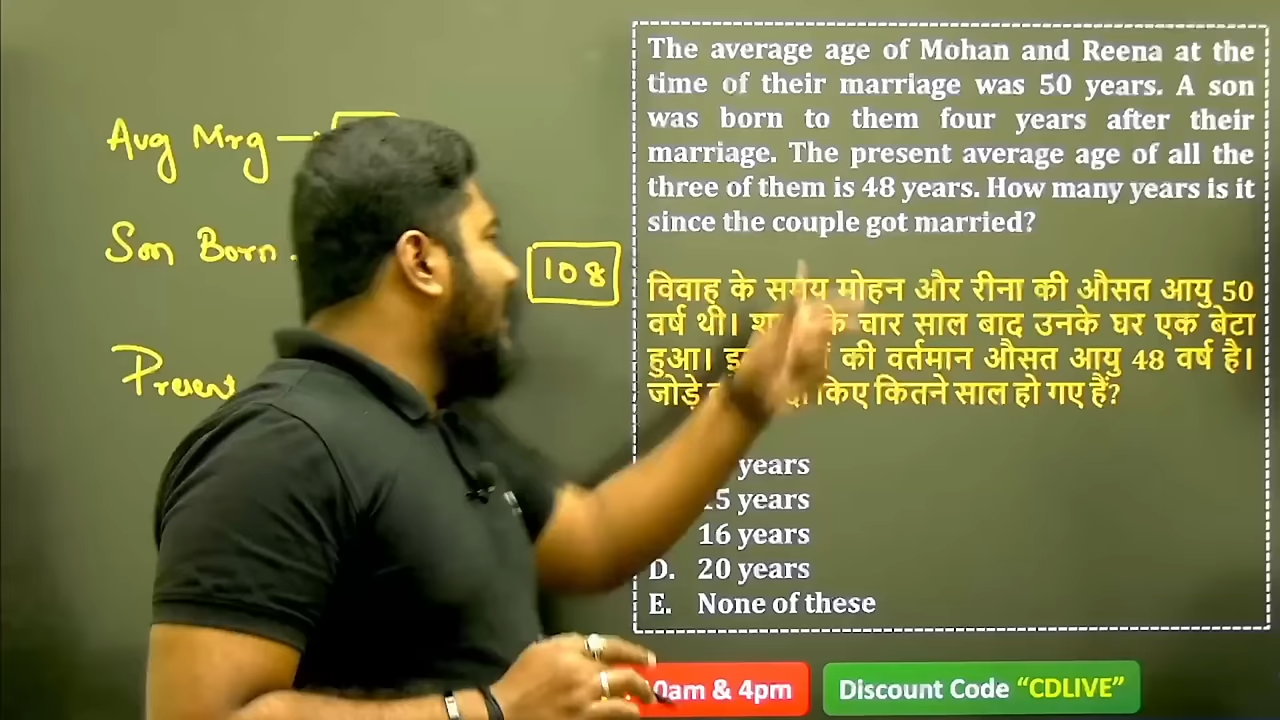 Avg Mrg
Son Born.
Present
108
The average age of Mohan and Reena at the
time of their marriage was 50 years. A son
was born to them four years after their
marriage. The present average age of all the
three of them is 48 years. How many years is it
since the couple got married?
विवाह के समय मोहन और रीना की औसत आयु 50
वर्ष थी। के चार साल बाद उनके घर एक बेटा
हुआ। की वर्तमान औसत आयु 48 वर्ष है।
जोड़े किए कितने साल हो गए हैं?
years
15 years
16 years
D. 20 years
E. None of these
0am & 4pm
Discount Code “CDLIVE”